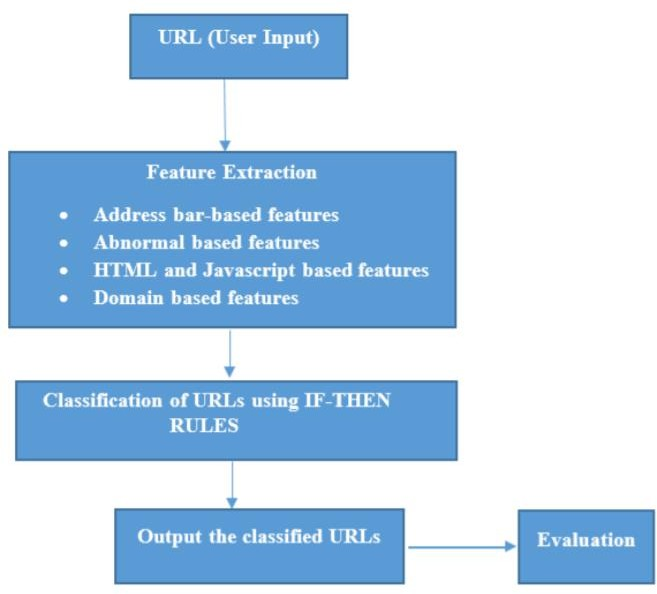 URL (User Input)
Feature Extraction
• Address bar-based features
• Abnormal based features
• HTML and Javascript based features
• Domain based features
Classification of URLs using IF-THEN
RULES
Output the classified URLs
Evaluation